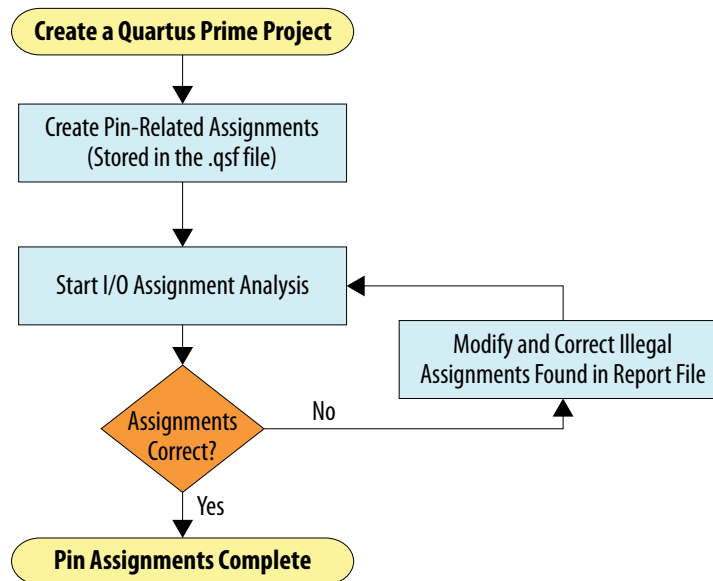 Create a Quartus Prime Project
Create Pin-Related Assignments
(Stored in the .qsf file)
Start I/O Assignment Analysis
Modify and Correct Illegal
Assignments Found in Report File
Assignments
Correct?
No
Yes
Pin Assignments Complete